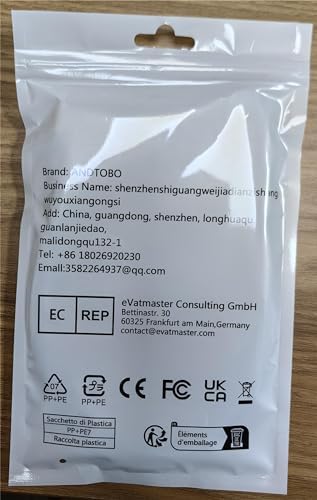 Brand: ANDTOBO
Business Name: shenzhenshiguangweijiadianzishang
wuyouxiangongsi
Add: China, guangdong, shenzhen, longhuaqu
guanlanjiedao,
malidongqu132-1
Tel: +86 18026920230
Emall:3582264937@qq.com
EC REP
eVatmaster Consulting GmbH
Bettinastr. 30
60325 Frankfurt am Main,Germany
contact@evatmaster.com
07
PP+PE
PP+PE
CE FC UK CA
Sacchetto di Plastica
PP+PE7
Raccolta plastica
Éléments
d'emballage